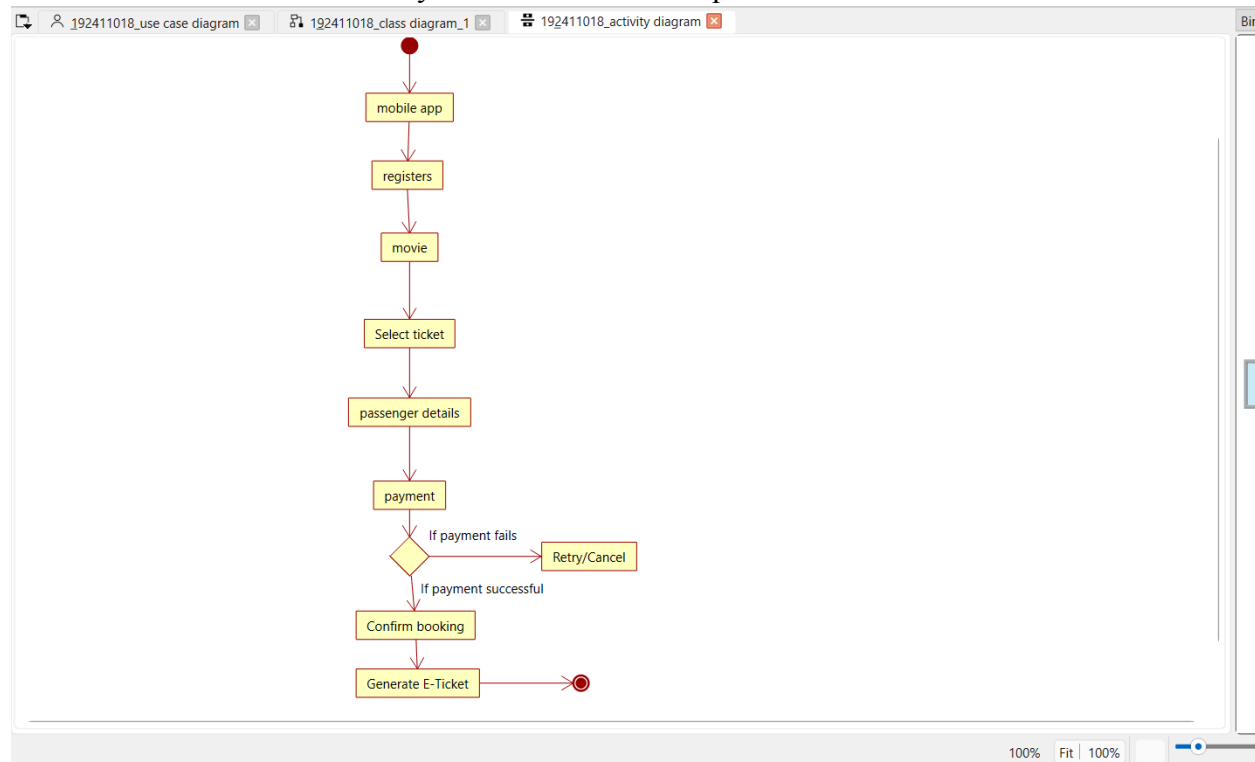 192411018_use case diagram 192411018_class diagram_1 192411018_activity diagram
mobile app
registers
movie
Select ticket
passenger details
payment
If payment fails
Retry/Cancel
If payment successful
Confirm booking
Generate E-Ticket
100% Fit 100%